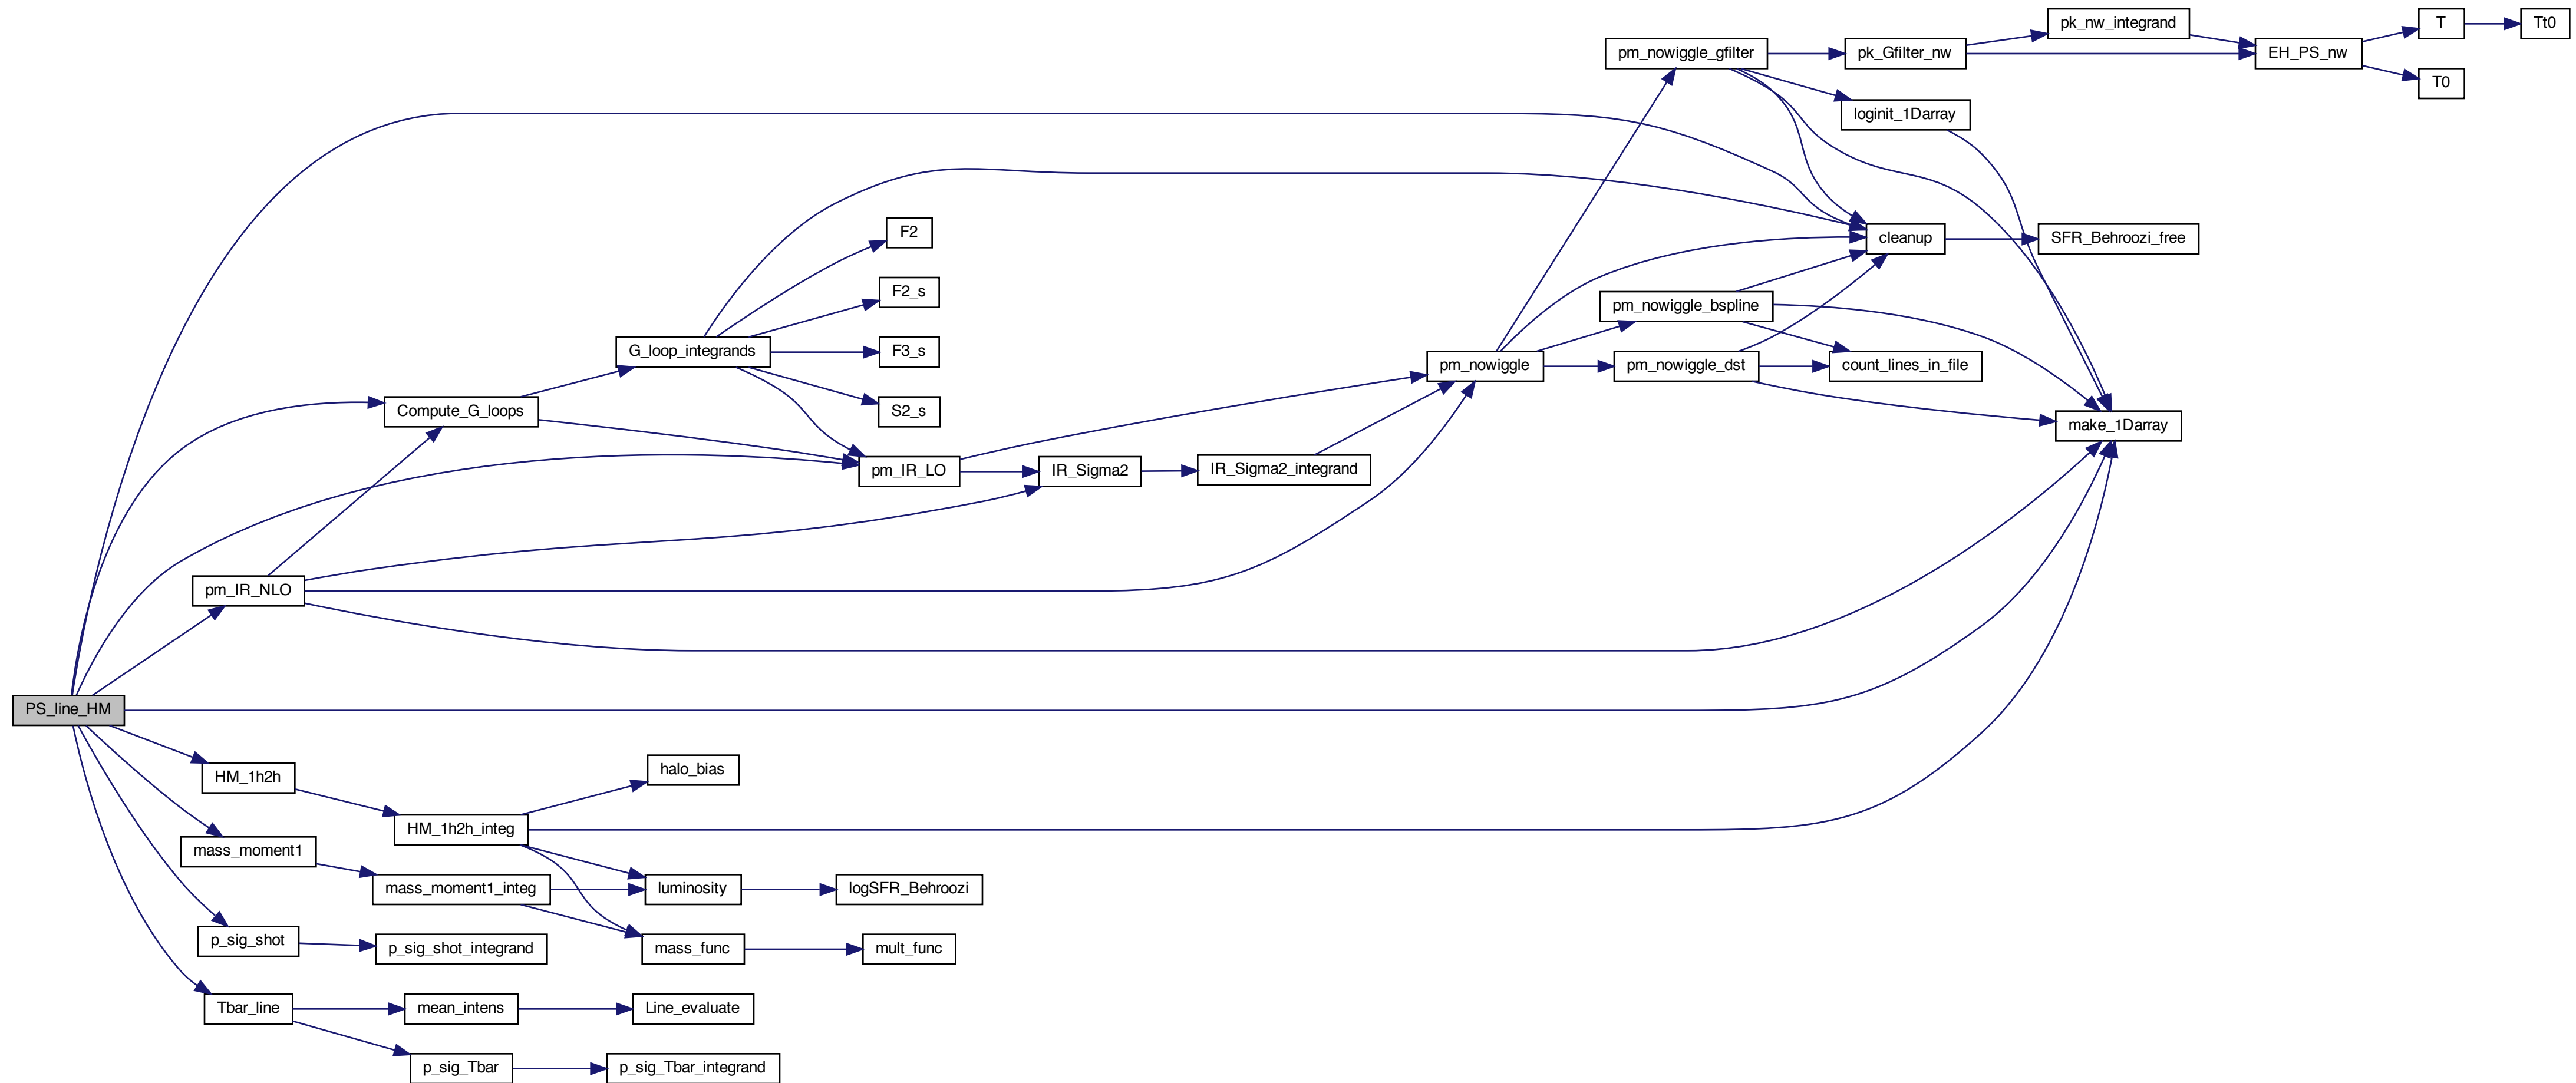 PS_line_HM
cleanup
SFR_Behroozi_free
Compute_G_loops
G_loop_integrands
F2
F2_s
F3_s
S2_s
pm_IR_LO
IR_Sigma2
IR_Sigma2_integrand
pm_nowiggle
pm_nowiggle_gfilter
pm_nowiggle_bspline
pm_nowiggle_dst
pk_Gfilter_nw
pk_nw_integrand
EH_PS_nw
T
Tt0
T0
loginit_1Darray
count_lines_in_file
make_1Darray
pm_IR_NLO
HM_1h2h
HM_1h2h_integ
halo_bias
luminosity
logSFR_Behroozi
mass_func
mult_func
mass_moment1
mass_moment1_integ
p_sig_shot
p_sig_shot_integrand
Tbar_line
mean_intens
Line_evaluate
p_sig_Tbar
p_sig_Tbar_integrand